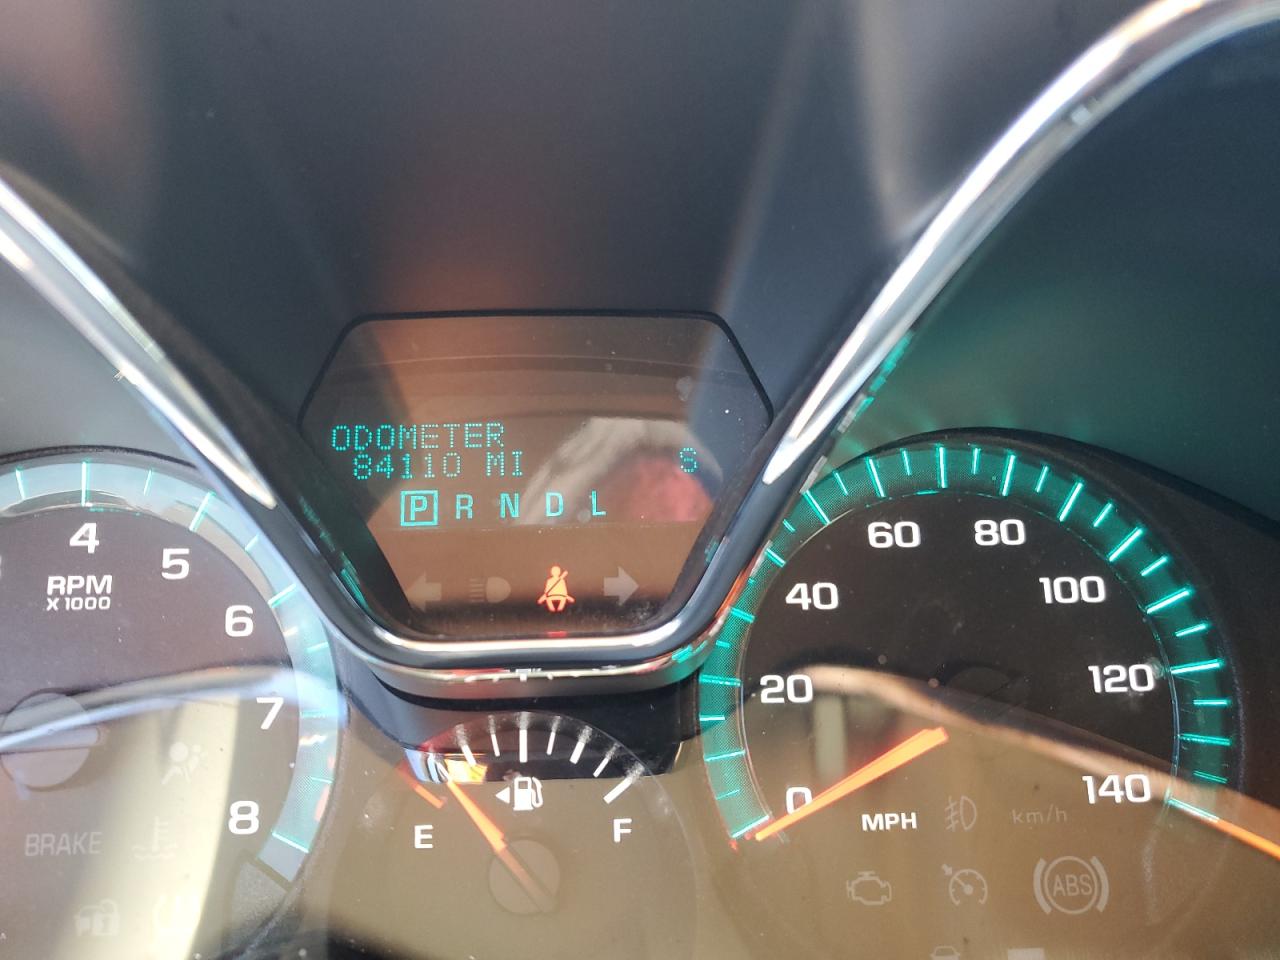 ODOMETER
84110 MI
S
P R N D L
4
5
6
7
8
RPM
X 1000
BRAKE
E
F
0
20
40
60
80
100
120
140
MPH
km/h
ABS